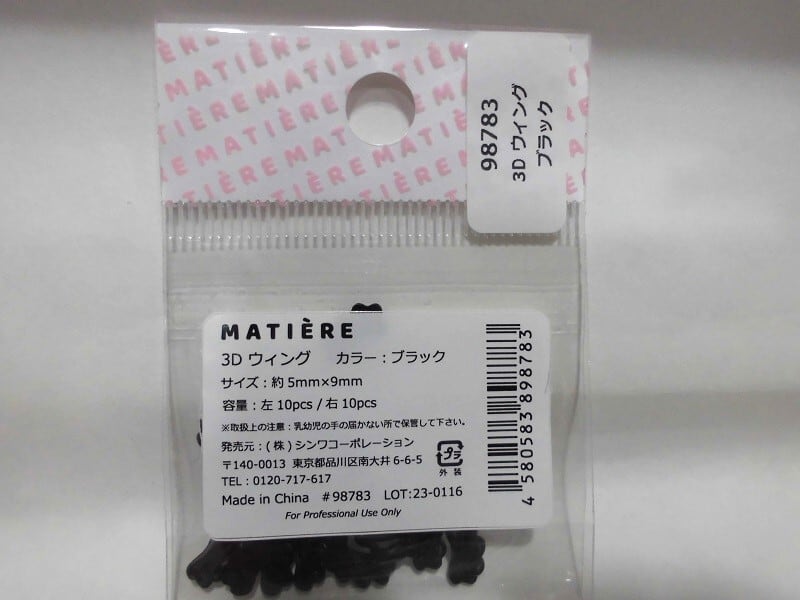 MATIÈRE MATIÈRE
98783
3D ウィング
ブラック
MATIÈRE
3D ウィング カラー：ブラック
サイズ：約 5mm×9mm
容量：左 10pcs / 右 10pcs
※取扱上の注意：乳幼児の手の届かない所で保管して下さい。
発売元：(株) シンワコーポレーション
〒140-0013 東京都品川区南大井 6-6-5
プラ
外装
TEL：0120-717-617
Made in China ＃98783 LOT:23-0116
For Professional Use Only
4 580583 898783